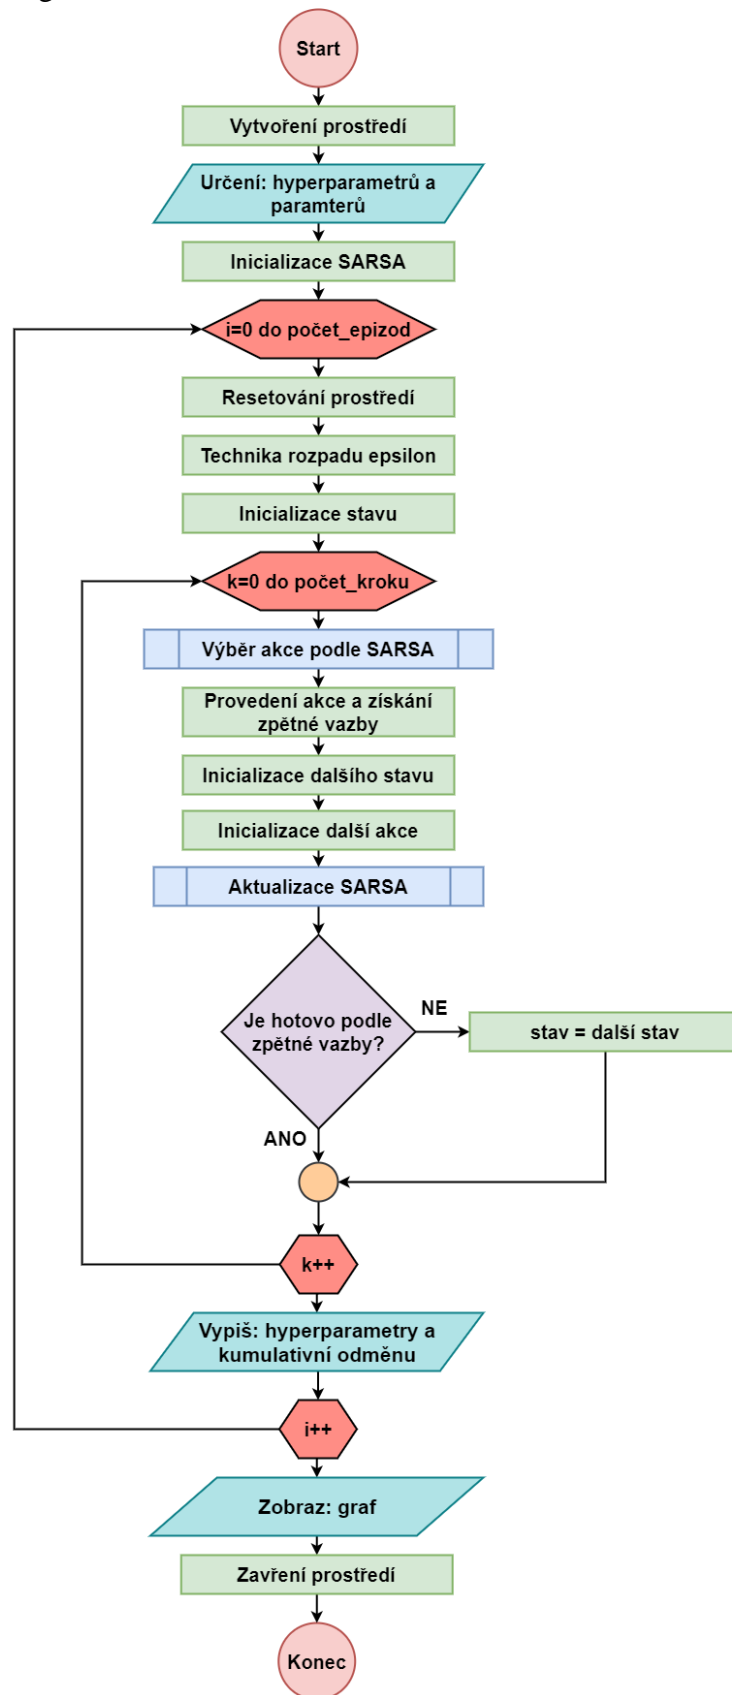 Start
Vytvoření prostředí
Určení: hyperparametrů a
paramterů
Inicializace SARSA
i=0 do počet_epizod
Resetování prostředí
Technika rozpadu epsilon
Inicializace stavu
k=0 do počet_kroku
Výběr akce podle SARSA
Provedení akce a získání
zpětné vazby
Inicializace dalšího stavu
Inicializace další akce
Aktualizace SARSA
Je hotovo podle
zpětné vazby?
NE
stav = další stav
ANO
k++
Vypiš: hyperparametry a
kumulativní odměnu
i++
Zobraz: graf
Zavření prostředí
Konec